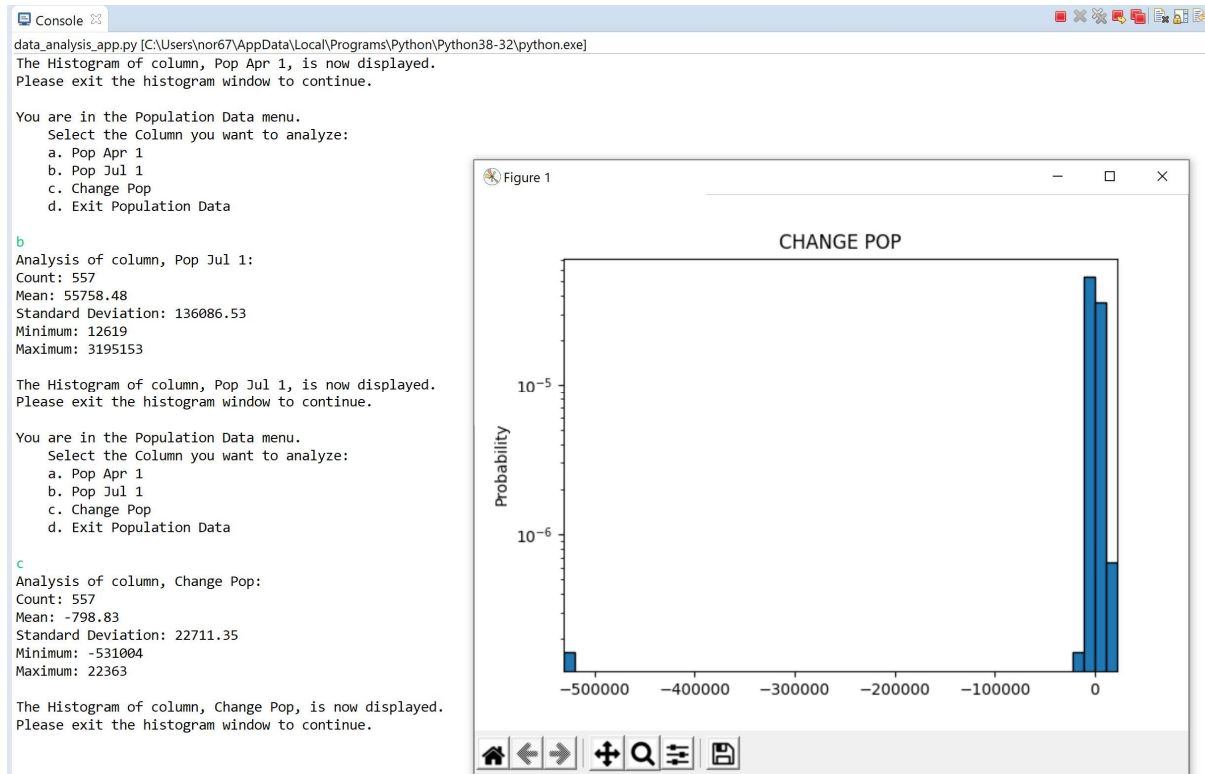 Console
data_analysis_app.py [C:\Users\nor67\AppData\Local\Programs\Python\Python38-32\python.exe]
The Histogram of column, Pop Apr 1, is now displayed.
Please exit the histogram window to continue.
You are in the Population Data menu.
Select the Column you want to analyze:
a. Pop Apr 1
b. Pop Jul 1
c. Change Pop
d. Exit Population Data
b
Analysis of column, Pop Jul 1:
Count: 557
Mean: 55758.48
Standard Deviation: 136086.53
Minimum: 12619
Maximum: 3195153
The Histogram of column, Pop Jul 1, is now displayed.
Please exit the histogram window to continue.
You are in the Population Data menu.
Select the Column you want to analyze:
a. Pop Apr 1
b. Pop Jul 1
c. Change Pop
d. Exit Population Data
c
Analysis of column, Change Pop:
Count: 557
Mean: -798.83
Standard Deviation: 22711.35
Minimum: -531004
Maximum: 22363
The Histogram of column, Change Pop, is now displayed.
Please exit the histogram window to continue.
Figure 1
CHANGE POP
Probability
10⁻⁵
10⁻⁶
−500000 −400000 −300000 −200000 −100000 0